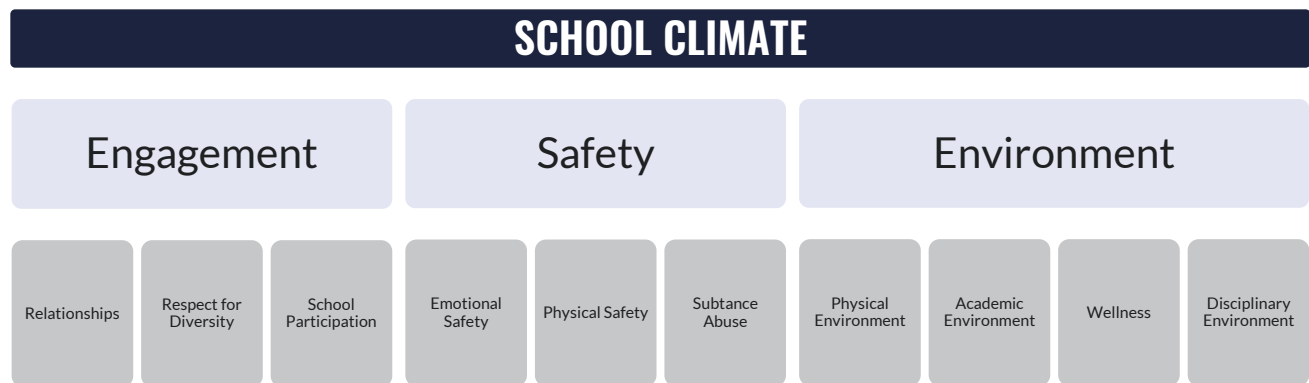 SCHOOL CLIMATE
Engagement
Safety
Environment
Relationships
Respect for
Diversity
School
Participation
Emotional
Safety
Physical Safety
Subtance
Abuse
Physical
Environment
Academic
Environment
Wellness
Disciplinary
Environment